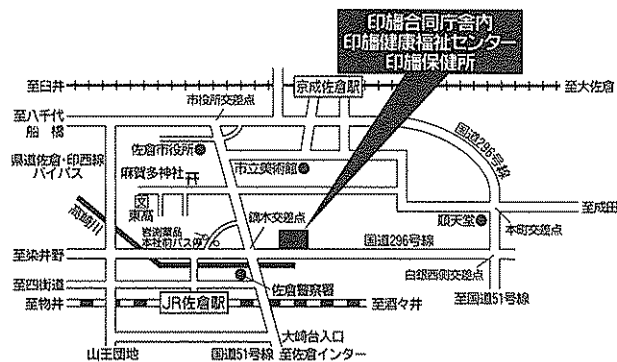 印旛合同庁舎内
印旛健康福祉センター
印旛保健所
至臼井
京成佐倉駅
至大佐倉
市役所交差点
至八千代
船橋
国道296号線
佐倉市役所
県道佐倉・印西線
バイパス
麻賀多神社
市立美術館
文
東高
高崎川
岩渕薬品
本社前バス停
鏑木交差点
順天堂
至成田
本町交差点
至染井野
国道296号線
白銀西側交差点
至四街道
佐倉警察署
至国道51号線
至物井
JR佐倉駅
至酒々井
大崎台入口
山王団地
国道51号線
至佐倉インター